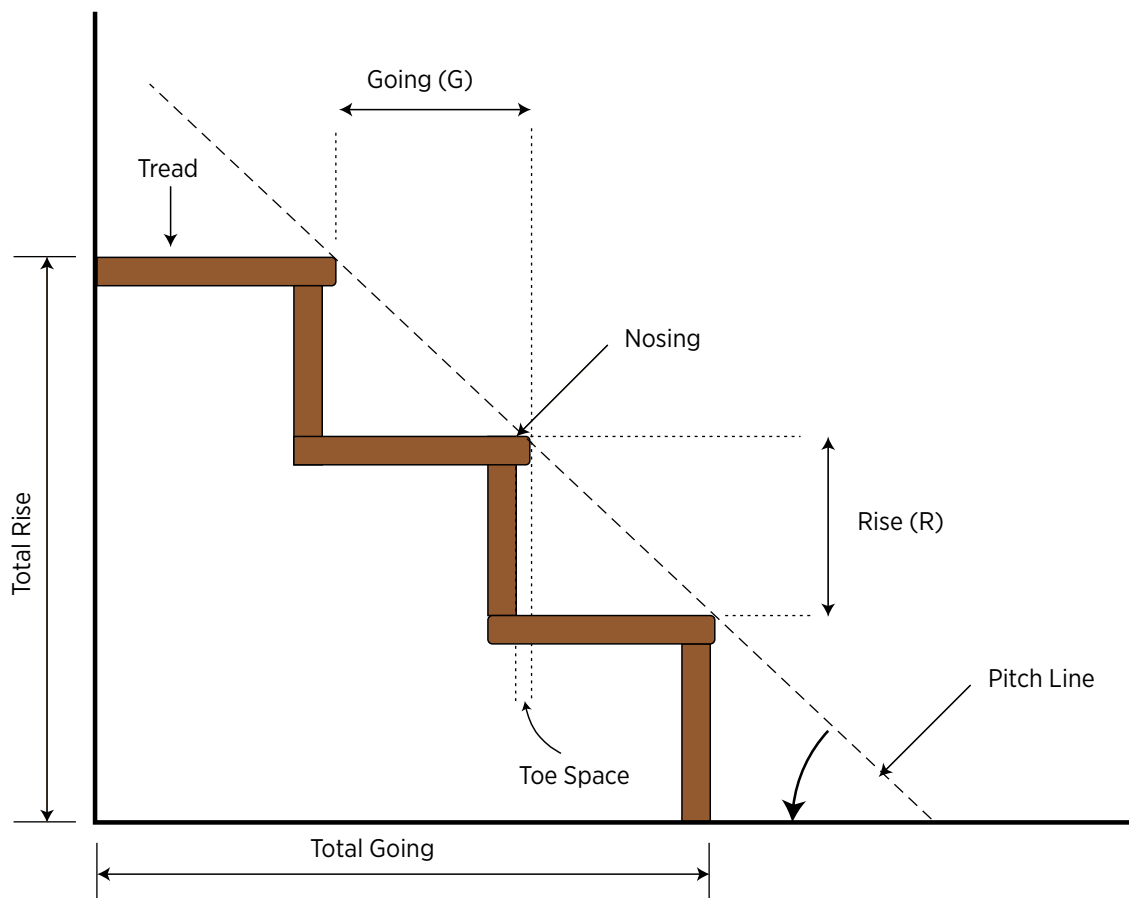 Going (G)
Tread
Nosing
Total Rise
Rise (R)
Pitch Line
Toe Space
Total Going